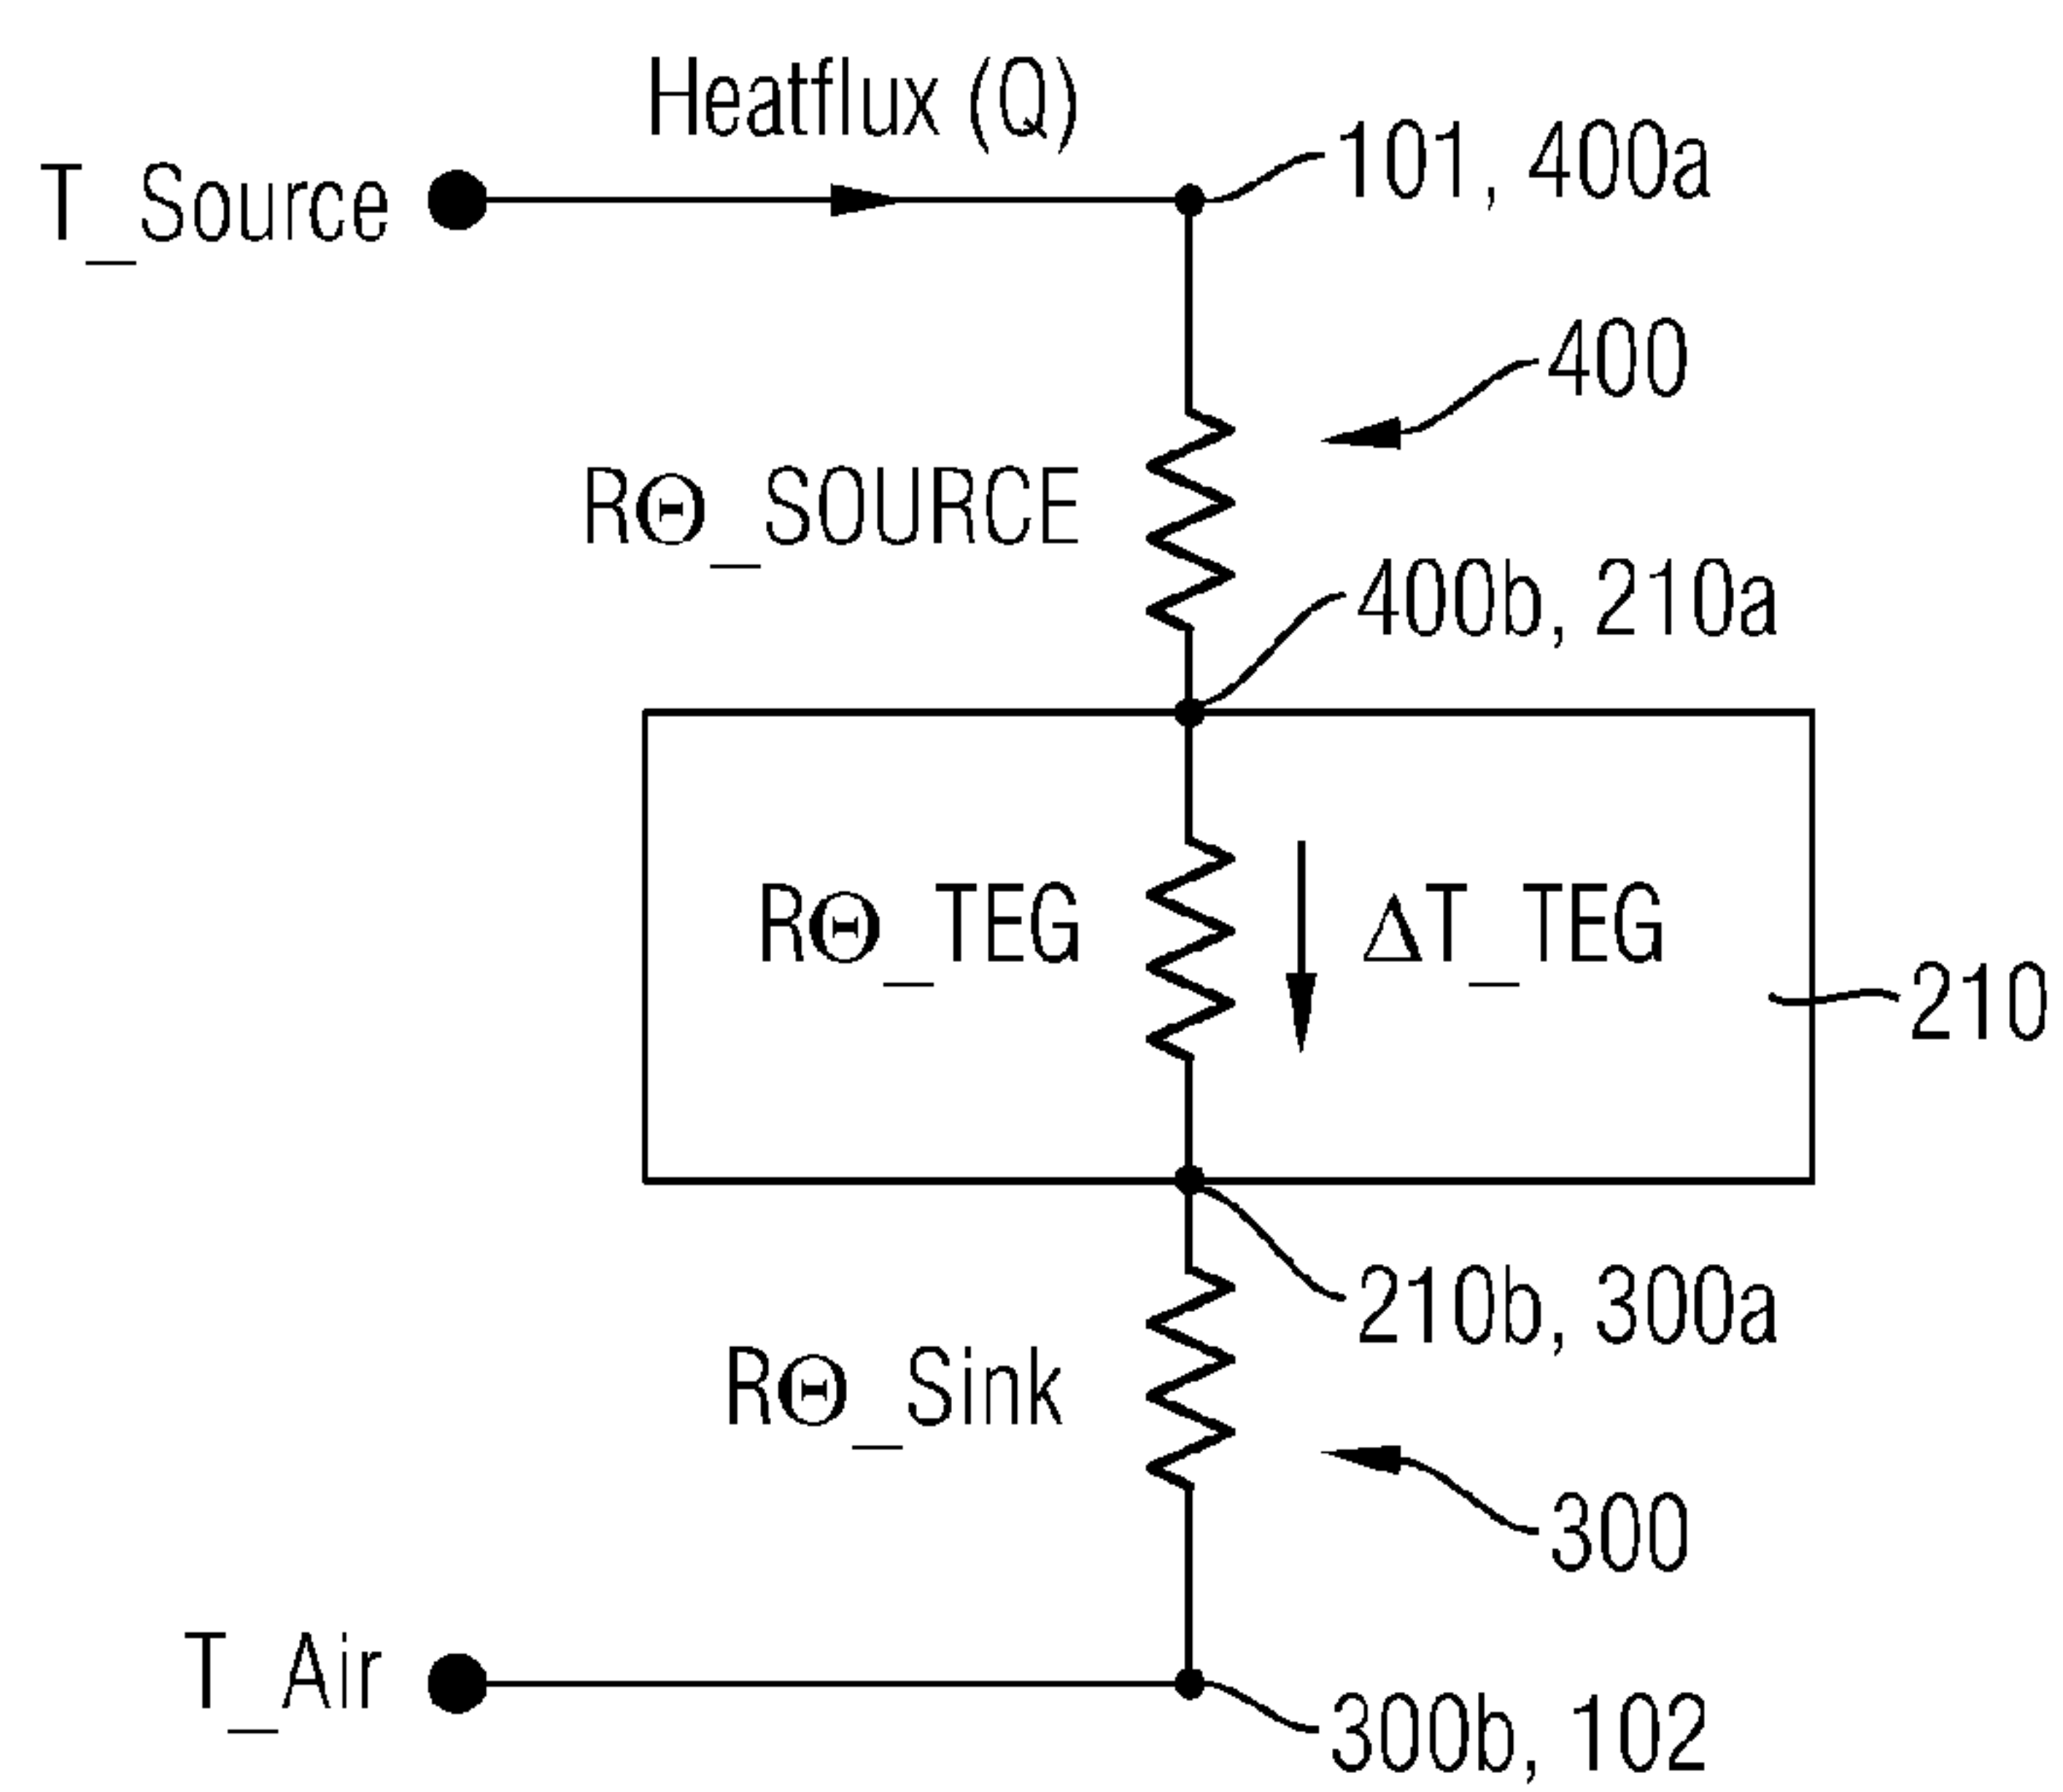 Heatflux (Q)
T_Source
101, 400a
400
RΘ_SOURCE
400b, 210a
RΘ_TEG
ΔT_TEG
210
210b, 300a
RΘ_Sink
300
T_Air
300b, 102